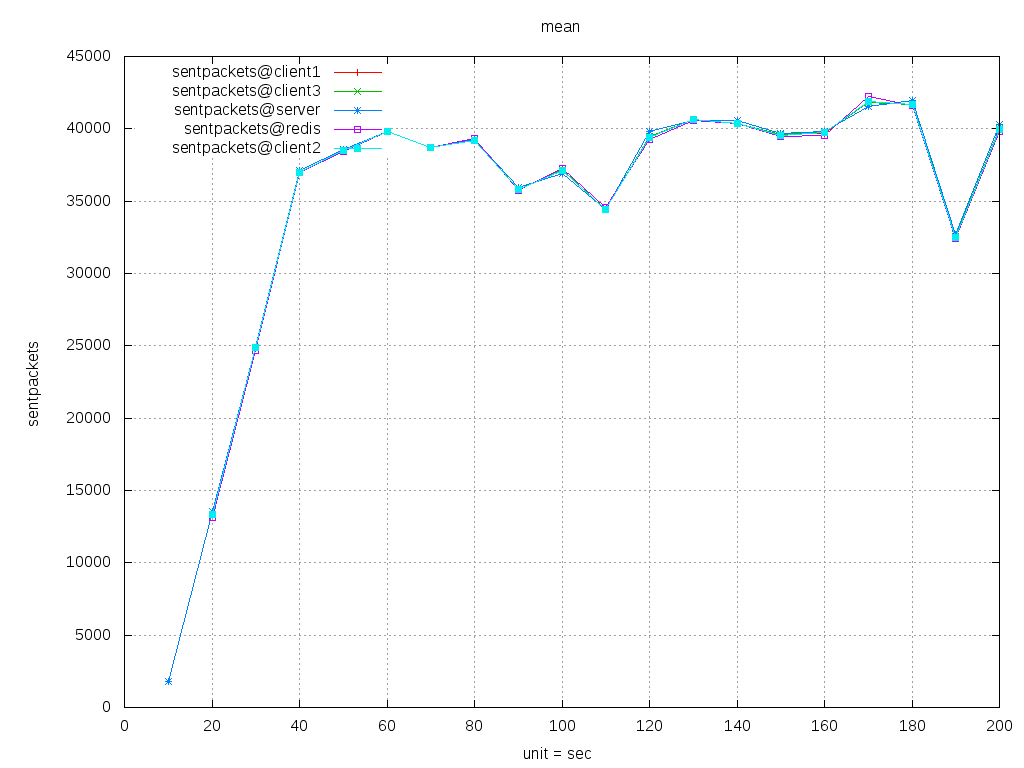 mean
45000
40000
35000
30000
25000
20000
15000
10000
5000
0
sentpackets
sentpackets@client1
sentpackets@client3
sentpackets@server
sentpackets@redis
sentpackets@client2
0 20 40 60 80 100 120 140 160 180 200
unit = sec